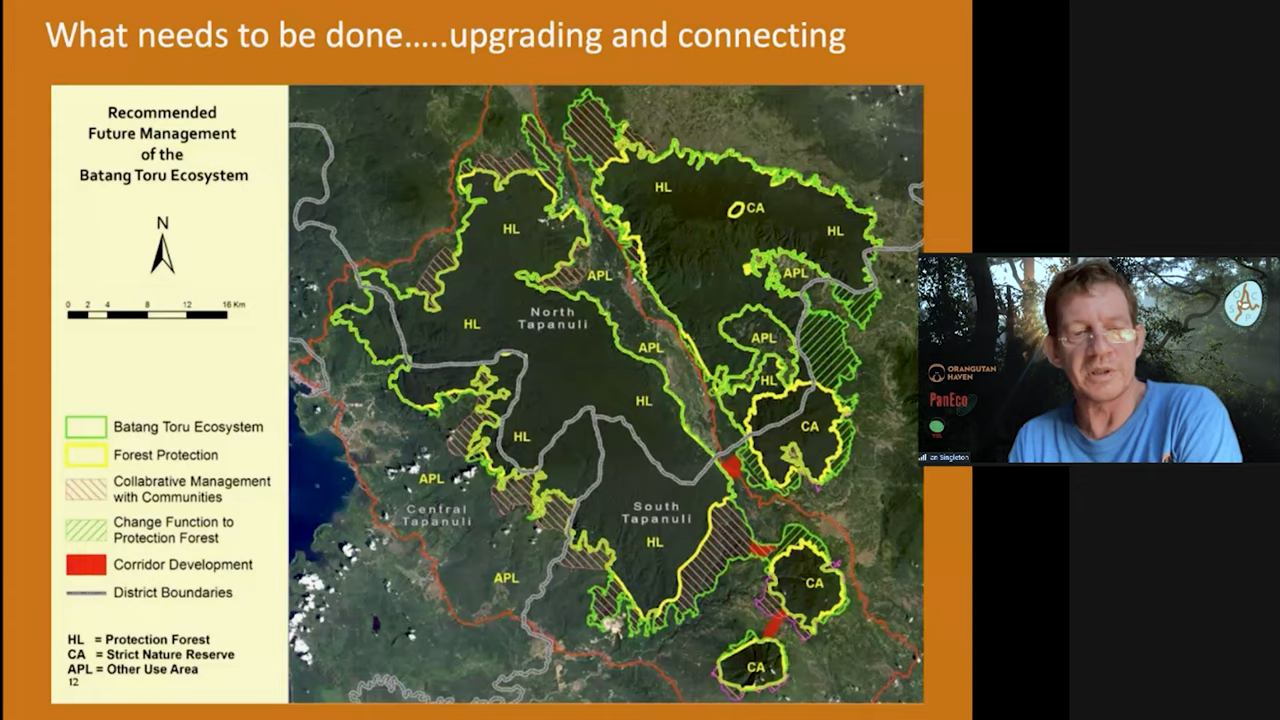 What needs to be done…..upgrading and connecting
Recommended
Future Management
of the
Batang Toru Ecosystem
N
0 2 4 8 12 16 Km
Batang Toru Ecosystem
Forest Protection
Collabrative Management
with Communities
Change Function to
Protection Forest
Corridor Development
District Boundaries
HL = Protection Forest
CA = Strict Nature Reserve
APL = Other Use Area
12
HL
CA
HL
HL
APL
APL
HL
North
Tapanuli
APL
APL
HL
HL
CA
HL
APL
Central
Tapanuli
South
Tapanuli
HL
APL
CA
CA
ORANGUTAN
HAVEN
PanEco
Ian Singleton